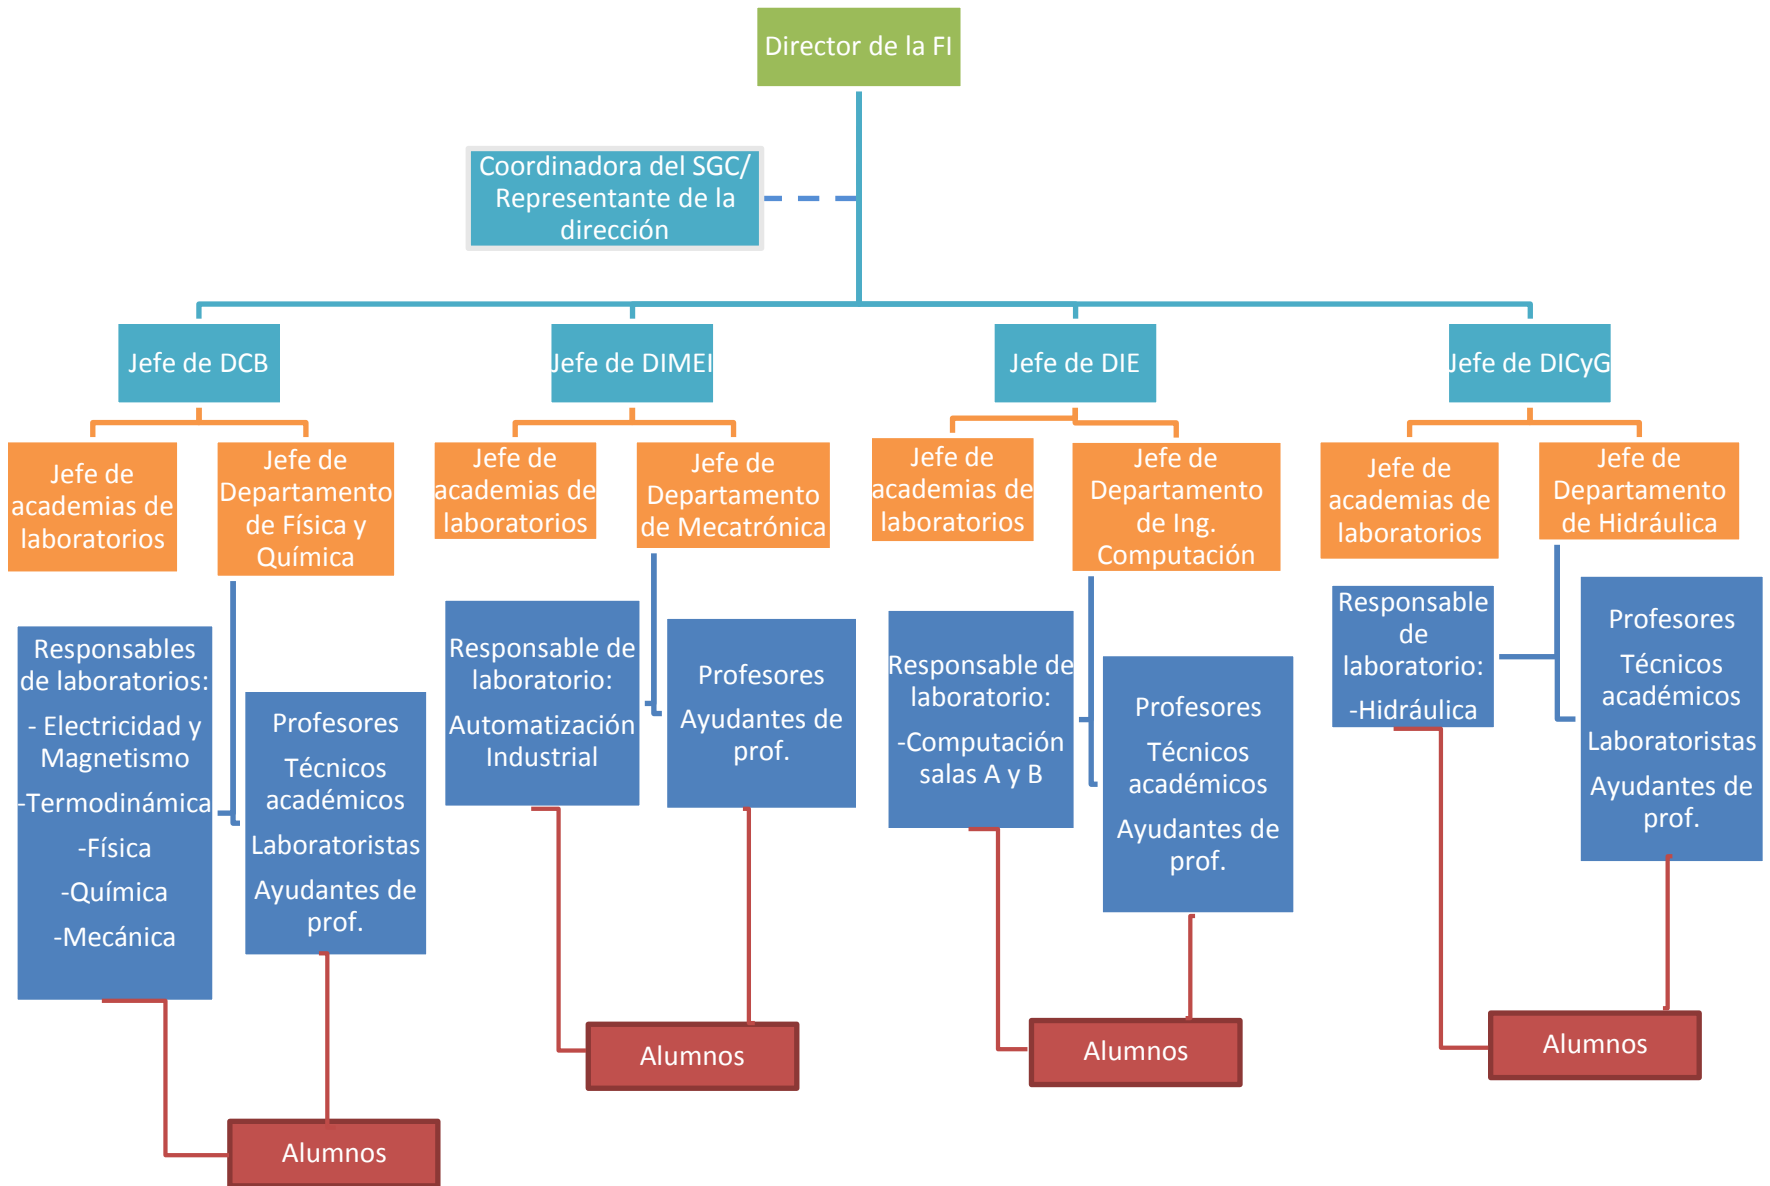 Director de la FI
Coordinadora del SGC/
Representante de la
dirección
Jefe de DCB
Jefe de DIMEI
Jefe de DIE
Jefe de DICyG
Jefe de
academias de
laboratorios
Jefe de
Departamento
de Física y
Química
Jefe de
academias de
laboratorios
Jefe de
Departamento
de Mecatrónica
Jefe de
academias de
laboratorios
Jefe de
Departamento
de Ing.
Computación
Jefe de
academias de
laboratorios
Jefe de
Departamento
de Hidráulica
Responsables
de laboratorios:
- Electricidad y
Magnetismo
-Termodinámica
-Física
-Química
-Mecánica
Profesores
Técnicos
académicos
Laboratoristas
Ayudantes de
prof.
Responsable de
laboratorio:
Automatización
Industrial
Profesores
Ayudantes de
prof.
Responsable de
laboratorio:
-Computación
salas A y B
Profesores
Técnicos
académicos
Ayudantes de
prof.
Responsable
de
laboratorio:
-Hidráulica
Profesores
Técnicos
académicos
Laboratoristas
Ayudantes de
prof.
Alumnos
Alumnos
Alumnos
Alumnos